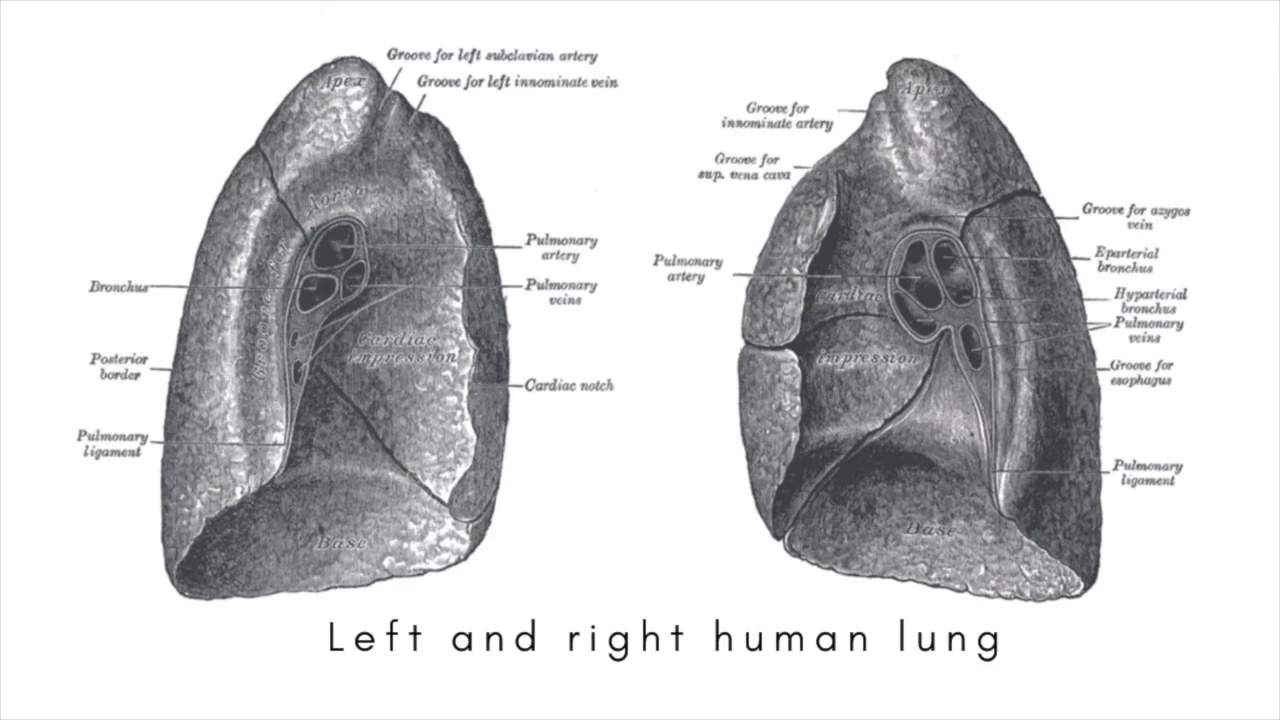 Groove for left subclavian artery
Groove for left innominate vein
Apex
Aorta
Pulmonary
artery
Bronchus
Pulmonary
veins
Cardiac
impression
Posterior
border
Cardiac notch
Pulmonary
ligament
Base
Apex
Groove for
innominate artery
Groove for
sup. vena cava
Groove for azygos
vein
Pulmonary
artery
Eparterial
bronchus
Cardiac
Hyparterial
bronchus
Pulmonary
veins
impression
Groove for
esophagus
Pulmonary
ligament
Base
Left and right human lung